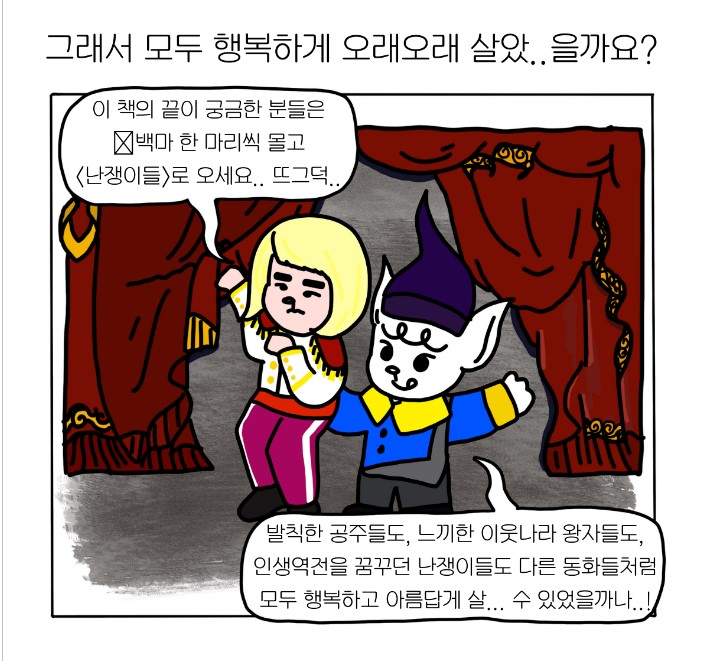 그래서 모두 행복하게 오래오래 살았..을까요?
이 책의 끝이 궁금한 분들은
백마 한 마리씩 몰고
<난쟁이들>로 오세요.. 뜨그덕..
발칙한 공주들도, 느끼한 이웃나라 왕자들도,
인생역전을 꿈꾸던 난쟁이들도 다른 동화들처럼
모두 행복하고 아름답게 살... 수 있었을까나..!